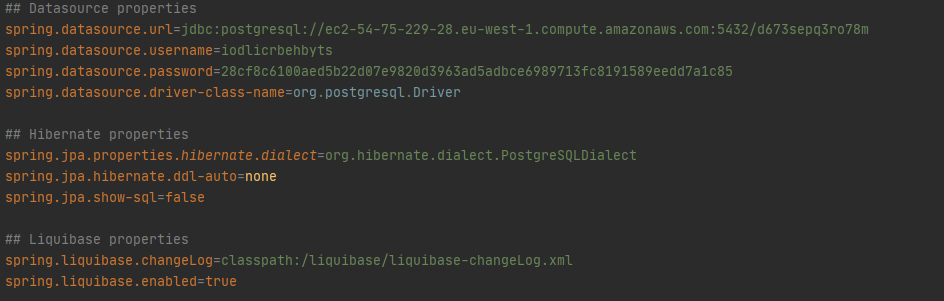 ## Datasource properties
spring.datasource.url=jdbc:postgresql://ec2-54-75-229-28.eu-west-1.compute.amazonaws.com:5432/d673sepq3ro78m
spring.datasource.username=iodlicrbehbyts
spring.datasource.password=28cf8c6100aed5b22d07e9820d3963ad5adbce6989713fc8191589eedd7a1c85
spring.datasource.driver-class-name=org.postgresql.Driver
## Hibernate properties
spring.jpa.properties.hibernate.dialect=org.hibernate.dialect.PostgreSQLDialect
spring.jpa.hibernate.ddl-auto=none
spring.jpa.show-sql=false
## Liquibase properties
spring.liquibase.changeLog=classpath:/liquibase/liquibase-changeLog.xml
spring.liquibase.enabled=true